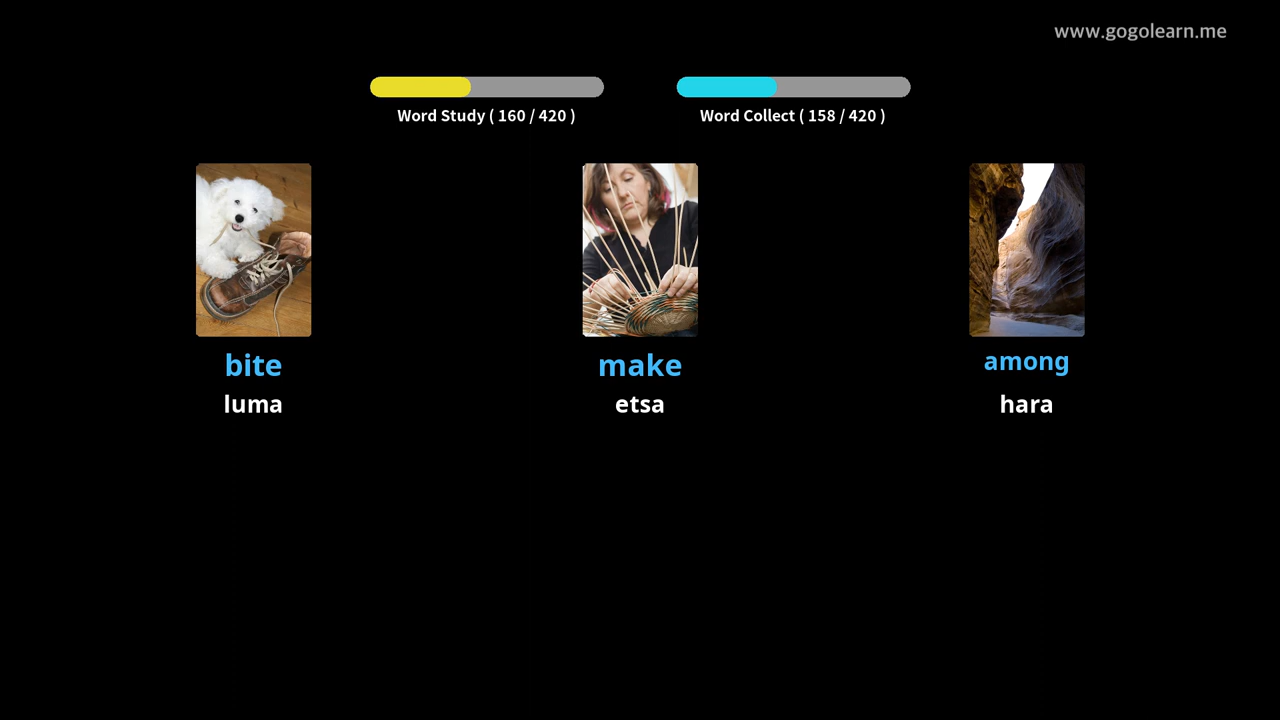 www.gogolearn.me
Word Study ( 160 / 420 )
Word Collect ( 158 / 420 )
bite
luma
make
etsa
among
hara